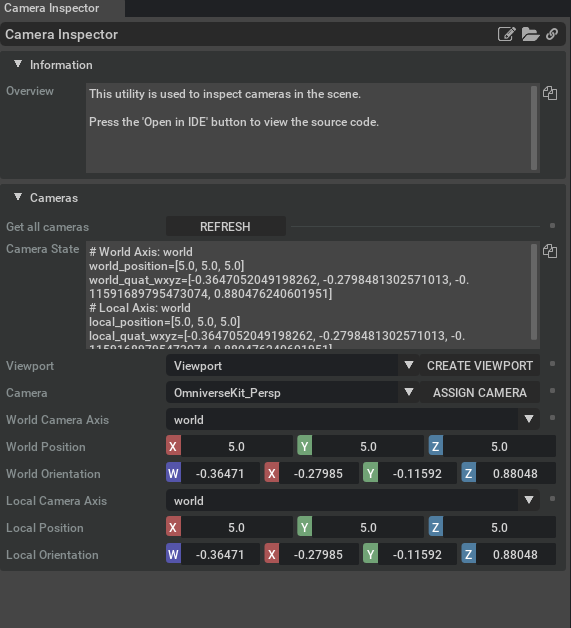 Camera Inspector
Camera Inspector
Information
Overview
This utility is used to inspect cameras in the scene.
Press the 'Open in IDE' button to view the source code.
Cameras
Get all cameras REFRESH
Camera State
# World Axis: world
world_position=[5.0, 5.0, 5.0]
world_quat_wxyz=[-0.3647052049198262, -0.2798481302571013, -0.
11591689795473074, 0.880476240601951]
# Local Axis: world
local_position=[5.0, 5.0, 5.0]
local_quat_wxyz=[-0.3647052049198262, -0.2798481302571013, -0.
11591689795473074, 0.880476240601951]
Viewport Viewport CREATE VIEWPORT
Camera OmniverseKit_Persp ASSIGN CAMERA
World Camera Axis world
World Position X 5.0 Y 5.0 Z 5.0
World Orientation W -0.36471 X -0.27985 Y -0.11592 Z 0.88048
Local Camera Axis world
Local Position X 5.0 Y 5.0 Z 5.0
Local Orientation W -0.36471 X -0.27985 Y -0.11592 Z 0.88048